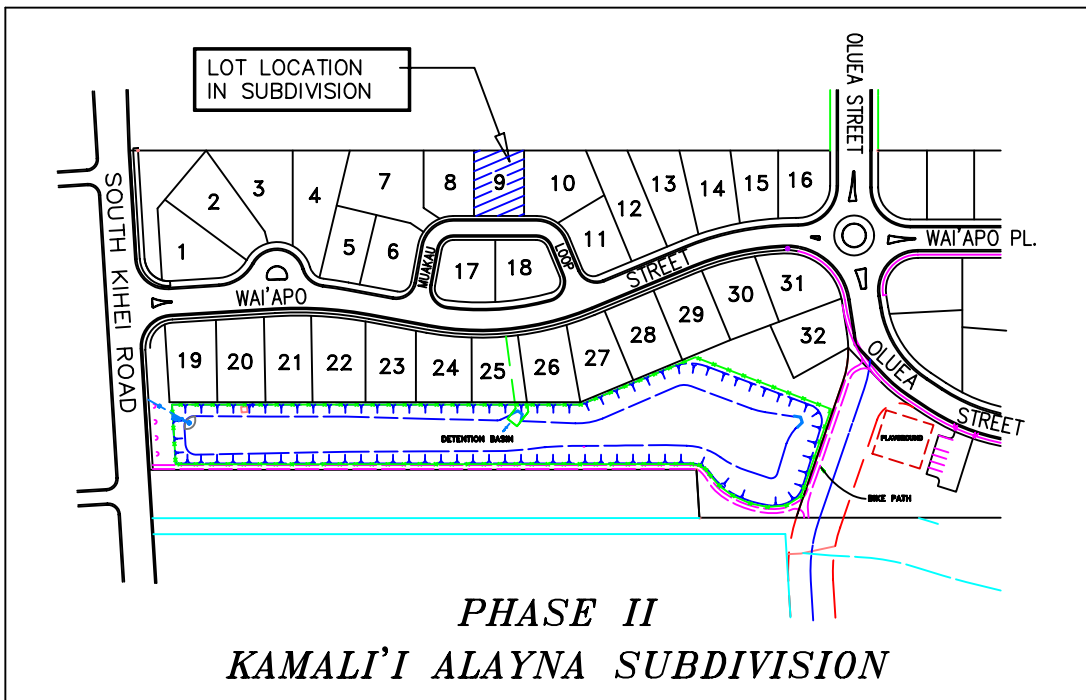 LOT LOCATION
IN SUBDIVISION
OLUEA STREET
SOUTH KIHEI ROAD
1
2
3
4
5
6
7
8
9
10
11
12
13
14
15
16
MUAKAU
LOOP
17
18
WAI'APO
STREET
WAI'APO PL.
19
20
21
22
23
24
25
26
27
28
29
30
31
32
OLUEA
STREET
DETENTION BASIN
PLAYGROUND
BIKE PATH
PHASE II
KAMALI'I ALAYNA SUBDIVISION